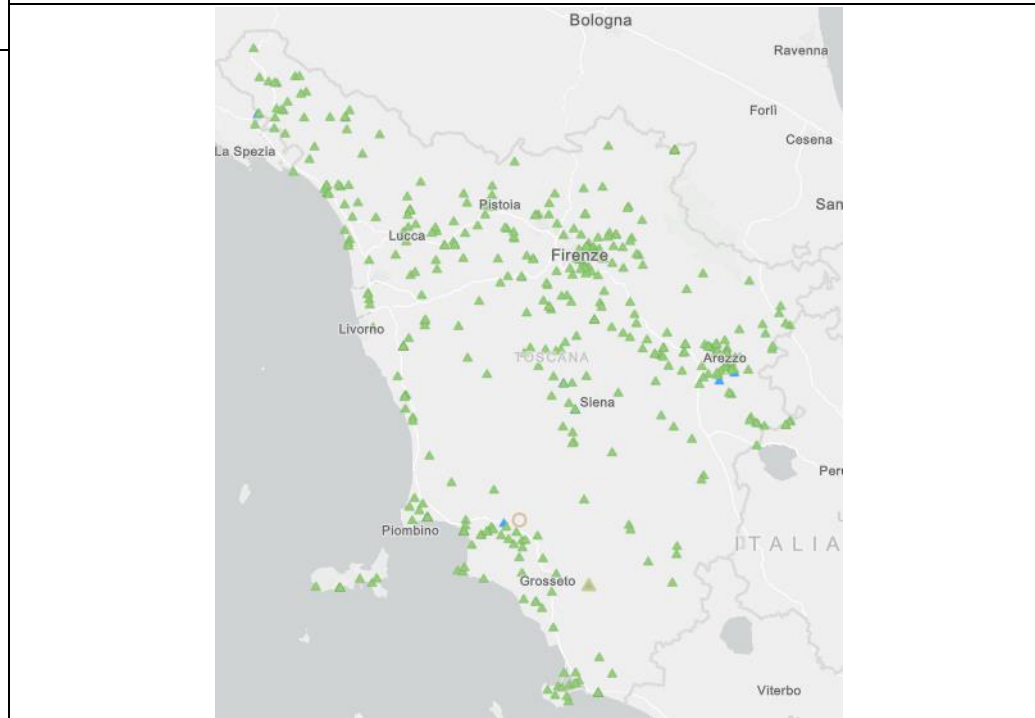 Bologna
Ravenna
Forlì
Cesena
La Spezia
Pistoia
San
Lucca
Firenze
Livorno
TOSCANA
Arezzo
Siena
Peru
Piombino
ITALIA
Grosseto
Viterbo